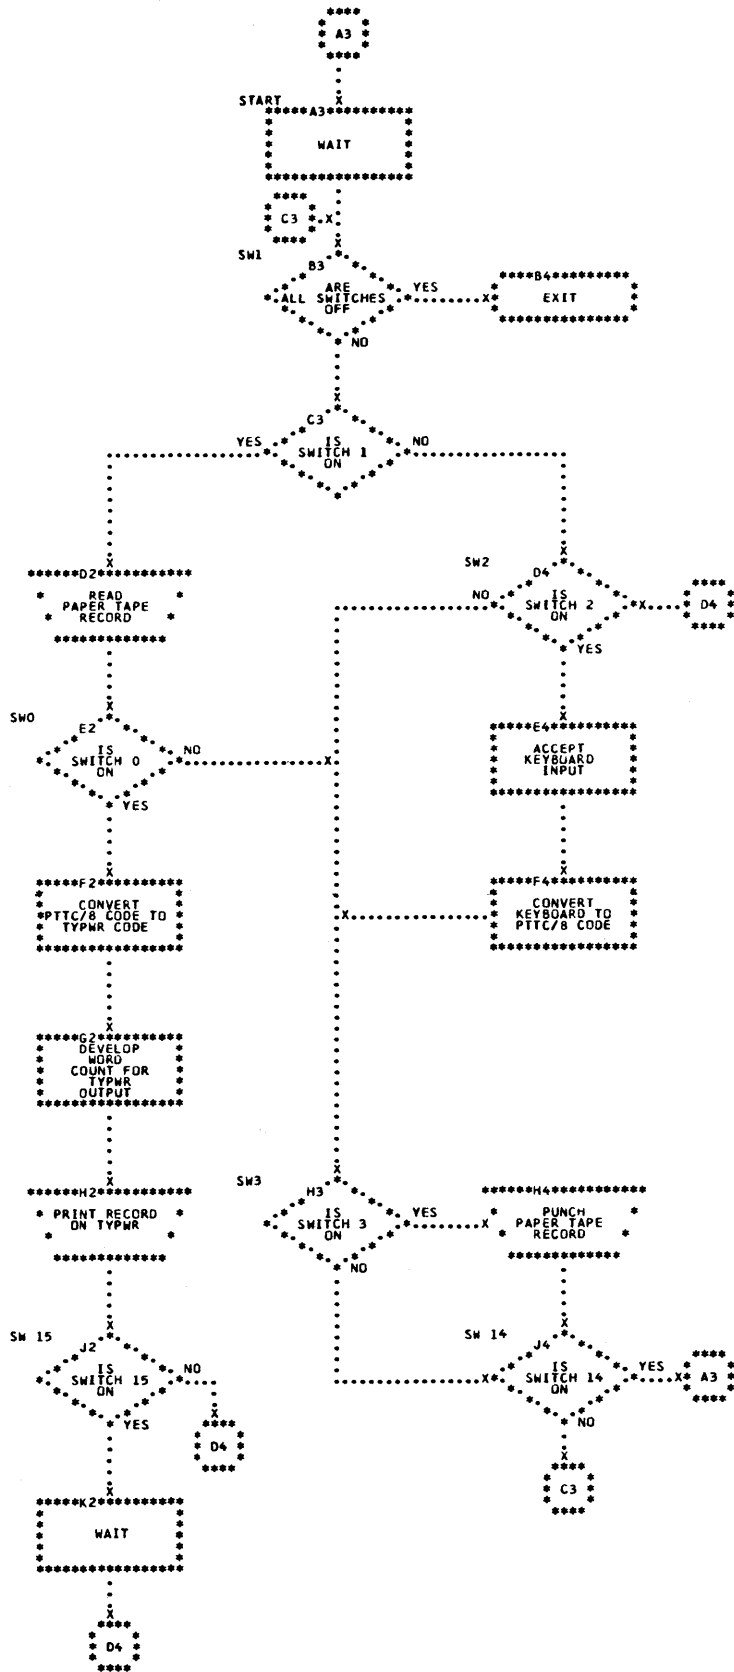 A3
START
A3
WAIT
C3
SW1
B3
ARE
ALL SWITCHES
OFF
YES
NO
B4
EXIT
C3
IS
SWITCH 1
ON
YES
NO
D2
READ
PAPER TAPE
RECORD
SW2
D4
IS
SWITCH 2
ON
NO
YES
D4
SW0
E2
IS
SWITCH 0
ON
NO
YES
E4
ACCEPT
KEYBOARD
INPUT
F2
CONVERT
PTTC/8 CODE TO
TYPWR CODE
F4
CONVERT
KEYBOARD TO
PTTC/8 CODE
G2
DEVELOP
WORD
COUNT FOR
TYPWR
OUTPUT
H2
PRINT RECORD
ON TYPWR
SW3
H3
IS
SWITCH 3
ON
YES
NO
H4
PUNCH
PAPER TAPE
RECORD
SW 15
J2
IS
SWITCH 15
ON
NO
YES
D4
SW 14
J4
IS
SWITCH 14
ON
YES
NO
A3
C3
K2
WAIT
D4